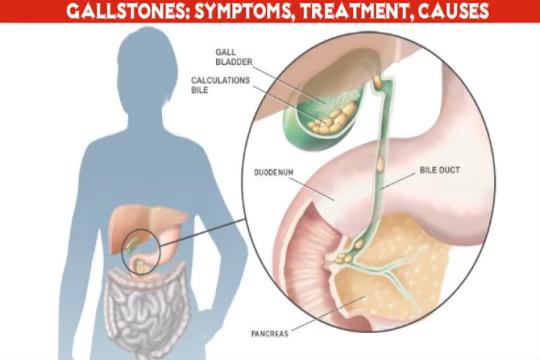 GALLSTONES: SYMPTOMS, TREATMENT, CAUSES
GALL
BLADDER
CALCULATIONS
BILE
DUODENUM
BILE DUCT
PANCREAS